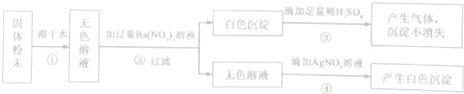 固体粉末
溶于水
①
无色溶液
加过量Ba(NO₃)₂溶液
② 过滤
白色沉淀
滴加足量稀H₂SO₄
③
产生气体,
沉淀不消失
无色溶液
滴加AgNO₃溶液
④
产生白色沉淀